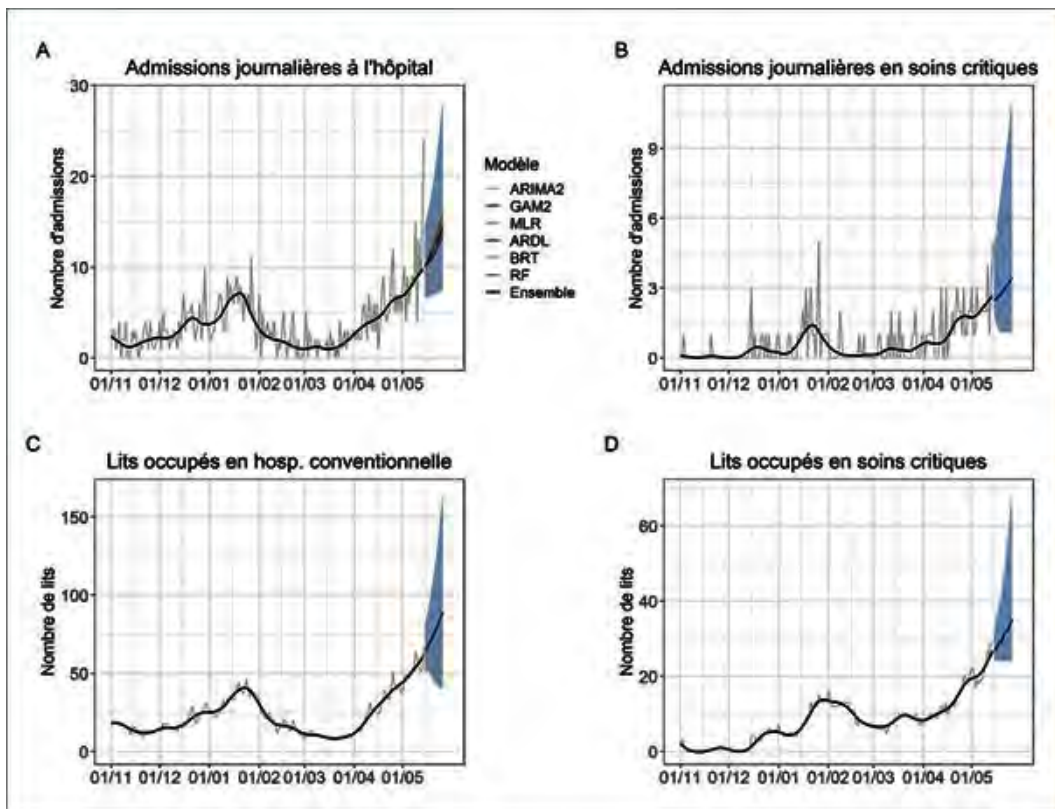 A
Admissions journalières à l'hôpital
Nombre d'admissions
30
20
10
0
01/11 01/12 01/01 01/02 01/03 01/04 01/05
Modèle
ARIMA2
GAM2
MLR
ARDL
BRT
RF
Ensemble
B
Admissions journalières en soins critiques
Nombre d'admissions
9
6
3
0
01/11 01/12 01/01 01/02 01/03 01/04 01/05
C
Lits occupés en hosp. conventionnelle
Nombre de lits
150
100
50
0
01/11 01/12 01/01 01/02 01/03 01/04 01/05
D
Lits occupés en soins critiques
Nombre de lits
60
40
20
0
01/11 01/12 01/01 01/02 01/03 01/04 01/05